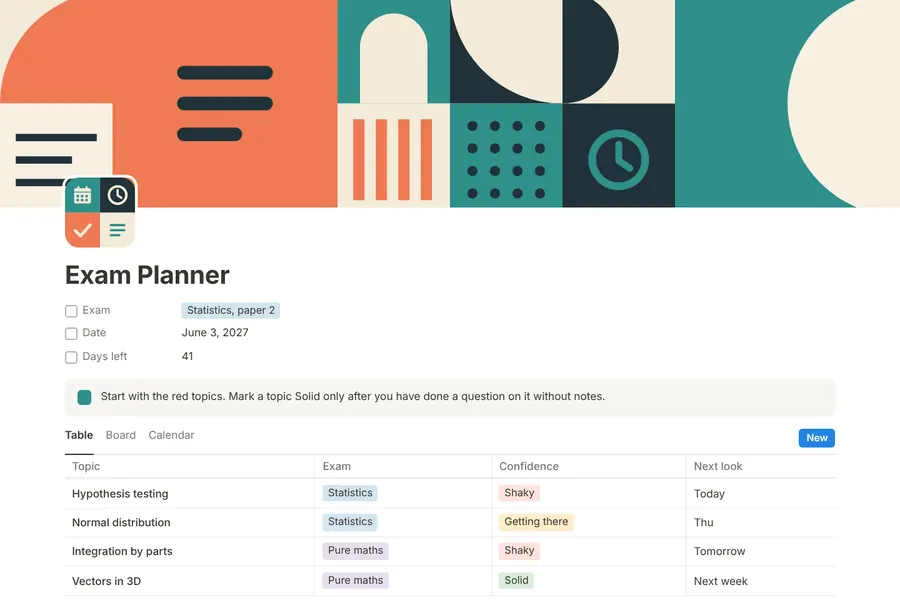 Exam Planner
Exam Statistics, paper 2
Date June 3, 2027
Days left 41
Start with the red topics. Mark a topic Solid only after you have done a question on it without notes.
Table Board Calendar New
Topic Exam Confidence Next look
Hypothesis testing Statistics Shaky Today
Normal distribution Statistics Getting there Thu
Integration by parts Pure maths Shaky Tomorrow
Vectors in 3D Pure maths Solid Next week